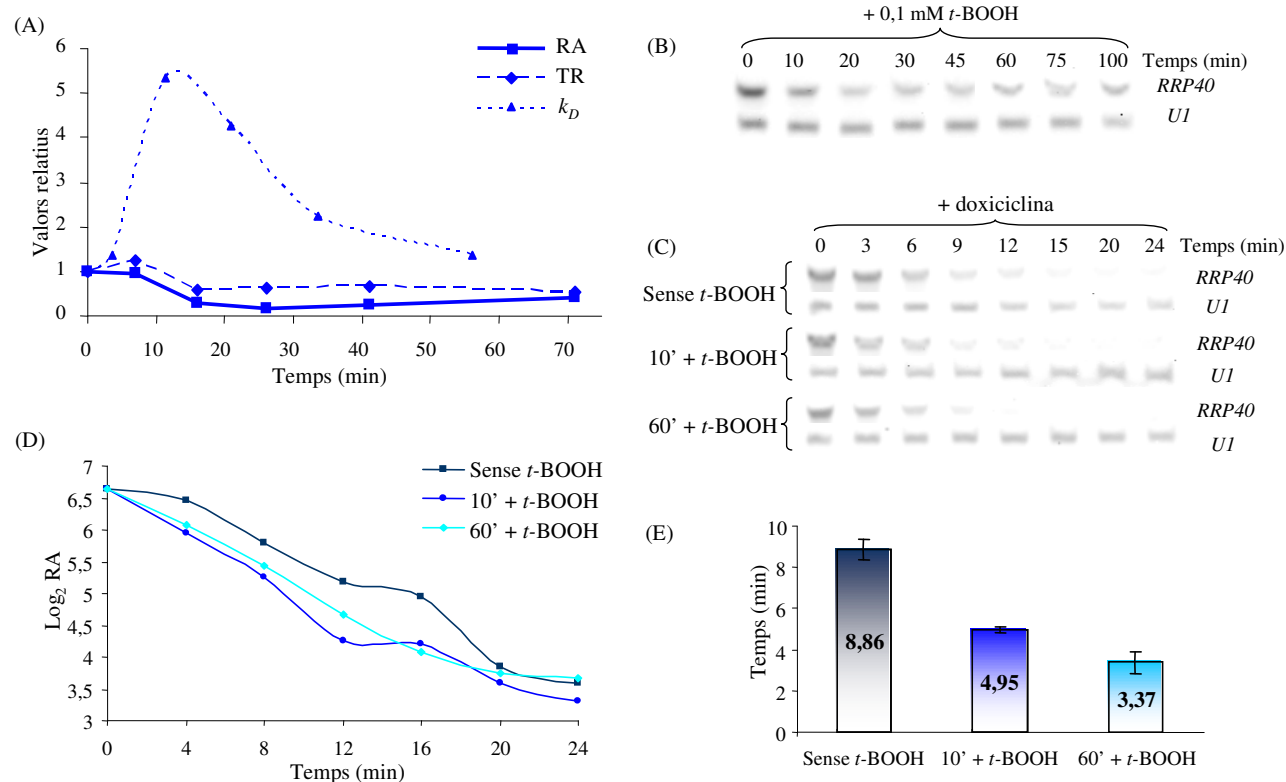 (A)
Valors relatius
6
5
4
3
2
1
0
0 10 20 30 40 50 60 70
Temps (min)
RA
TR
k_D
(B)
+ 0,1 mM t-BOOH
0 10 20 30 45 60 75 100 Temps (min)
RRP40
U1
(C)
+ doxiciclina
0 3 6 9 12 15 20 24 Temps (min)
Sense t-BOOH
RRP40
U1
10’ + t-BOOH
RRP40
U1
60’ + t-BOOH
RRP40
U1
(D)
Log₂ RA
7
6,5
6
5,5
5
4,5
4
3,5
3
0 4 8 12 16 20 24
Temps (min)
Sense t-BOOH
10’ + t-BOOH
60’ + t-BOOH
(E)
Temps (min)
10
8
6
4
2
0
8,86
4,95
3,37
Sense t-BOOH 10’ + t-BOOH 60’ + t-BOOH